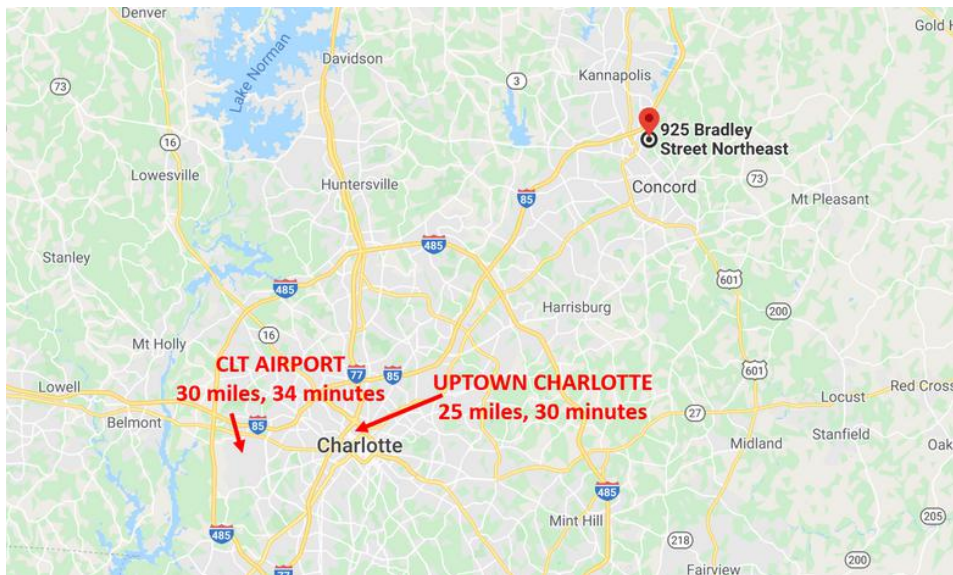 Denver
Gold H
Davidson
3
Kannapolis
Lake Norman
73
925 Bradley
Street Northeast
16
Lowesville
Huntersville
85
Concord
73
Mt Pleasant
485
Stanley
485
601
200
Harrisburg
16
Mt Holly
CLT AIRPORT
30 miles, 34 minutes
77
85
UPTOWN CHARLOTTE
25 miles, 30 minutes
601
Lowell
Red Cross
Locust
Belmont
85
27
Charlotte
Midland
Stanfield
Oak
485
Mint Hill
485
205
218
200
77
Fairview